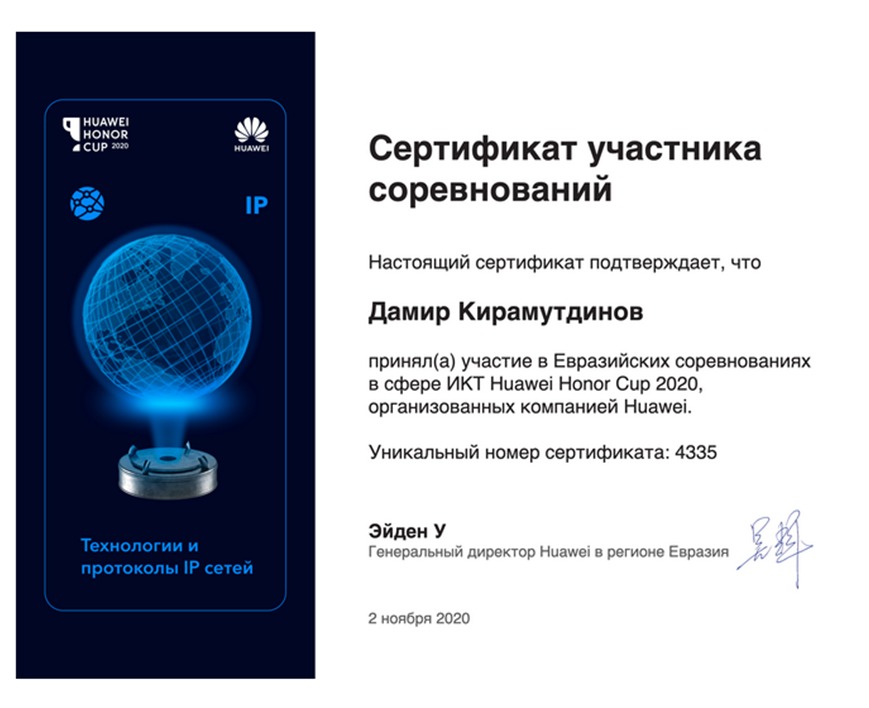 HUAWEI
HONOR
CUP 2020
HUAWEI
IP
Технологии и
протоколы IP сетей
Сертификат участника
соревнований
Настоящий сертификат подтверждает, что
Дамир Кирамутдинов
принял(а) участие в Евразийских соревнованиях
в сфере ИКТ Huawei Honor Cup 2020,
организованных компанией Huawei.
Уникальный номер сертификата: 4335
Эйден У
Генеральный директор Huawei в регионе Евразия
2 ноября 2020